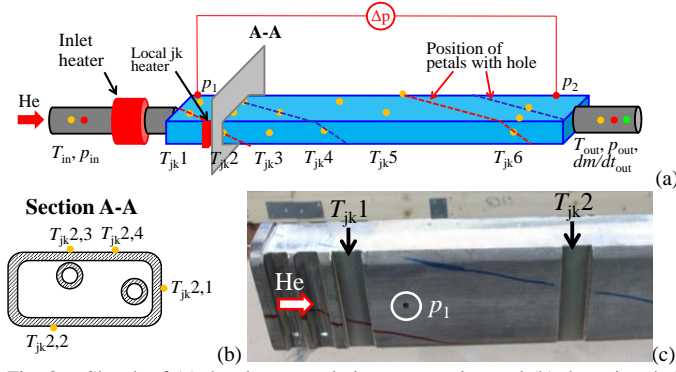 Δp
A-A
Inlet
heater
Local jk
heater
p1
Position of
petals with hole
p2
He
Tin, pin
Tjk1
Tjk2
Tjk3
Tjk4
Tjk5
Tjk6
Tout, pout,
dm/dtout
(a)
Section A-A
Tjk2,3
Tjk2,4
Tjk2,1
Tjk2,2
(b)
Tjk1
Tjk2
He
p1
(c)